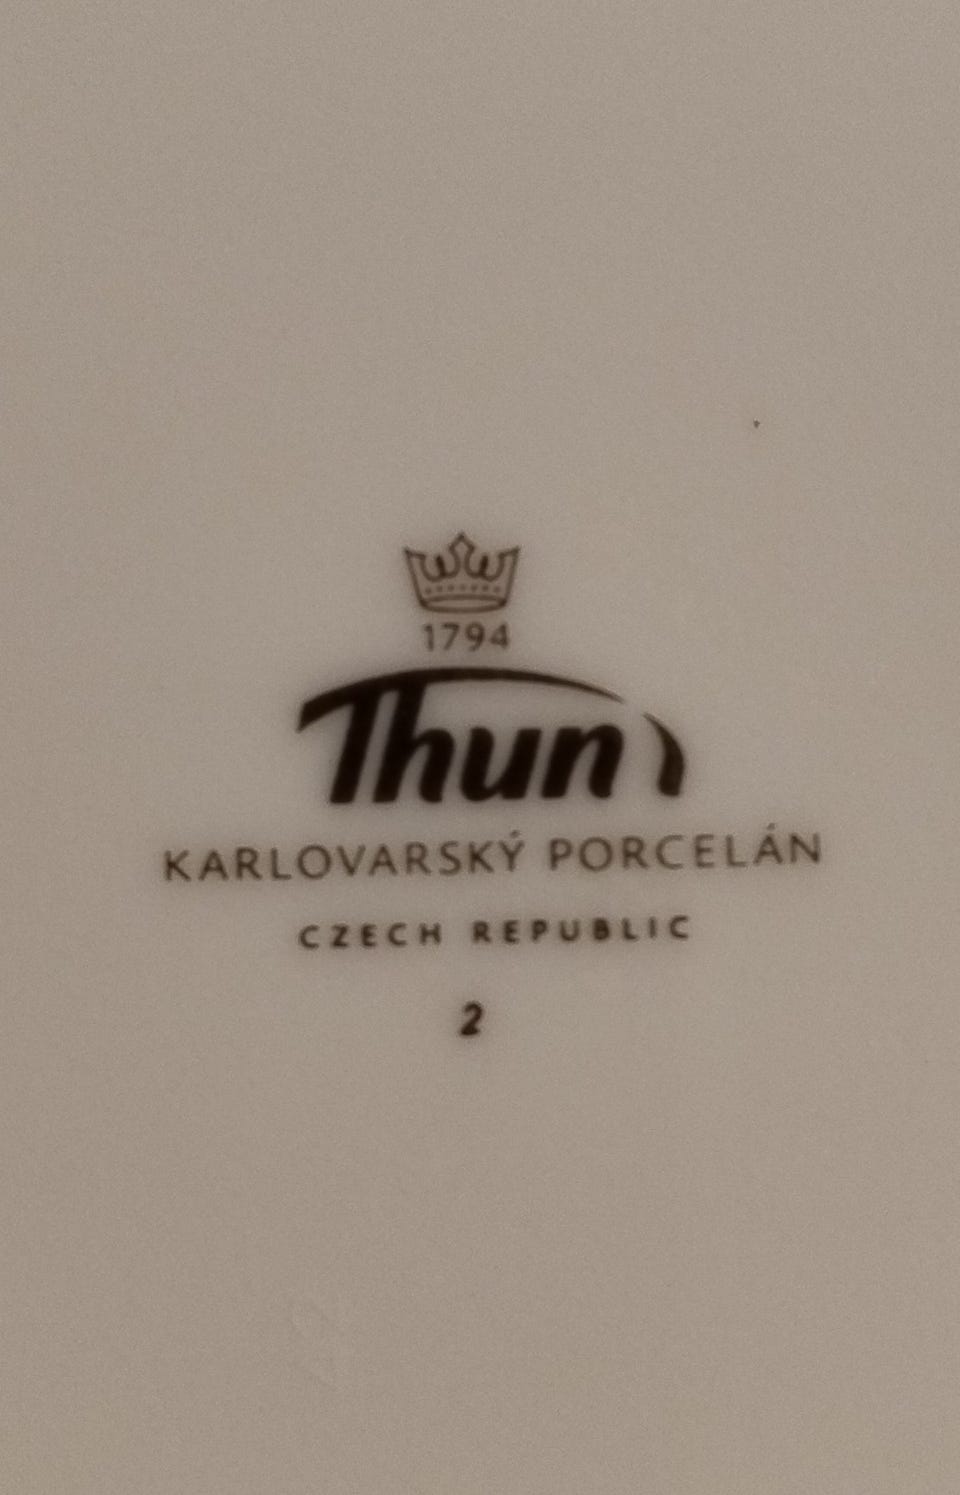 1794
Thun
KARLOVARSKÝ PORCELÁN
CZECH REPUBLIC
2